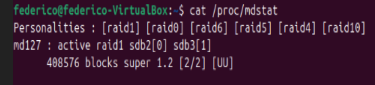 federico@federico-VirtualBox:~$ cat /proc/mdstat
Personalities : [raid1] [raid0] [raid6] [raid5] [raid4] [raid10]
md127 : active raid1 sdb2[0] sdb3[1]
      408576 blocks super 1.2 [2/2] [UU]